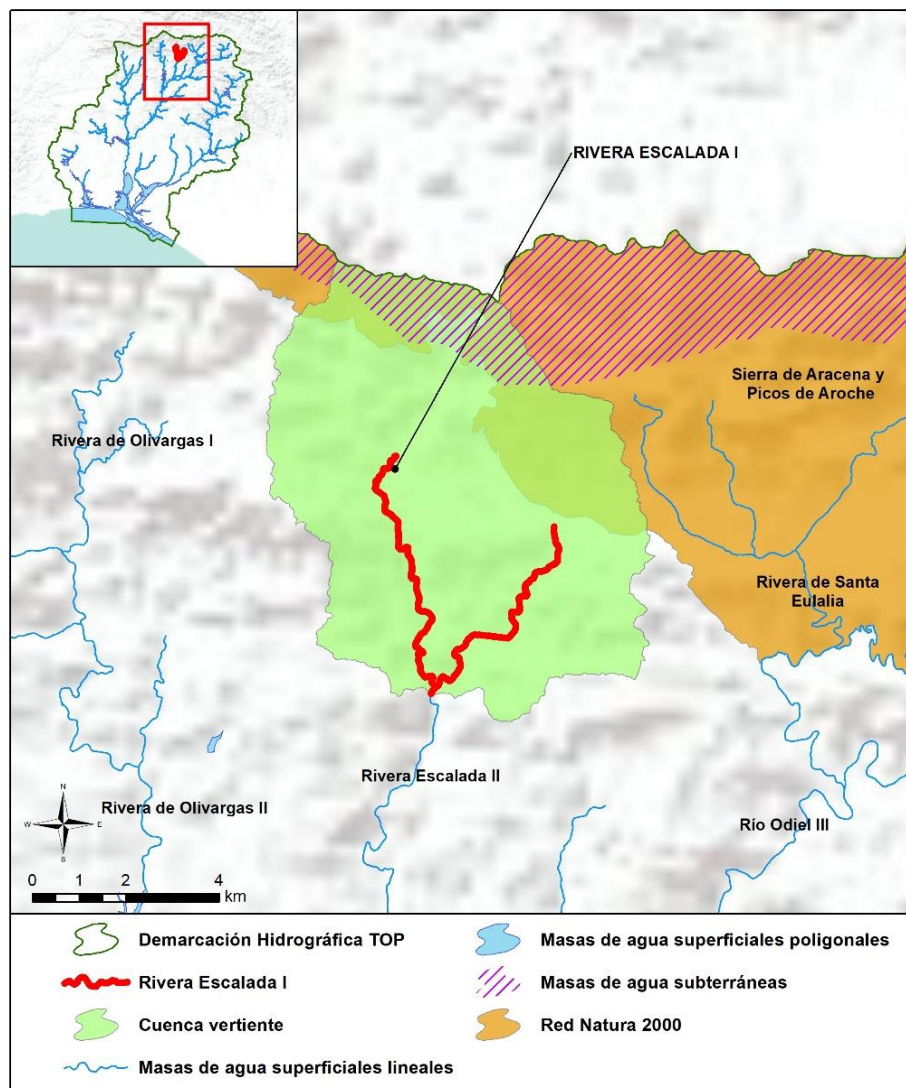 RIVERA ESCALADA I
Sierra de Aracena y
Picos de Aroche
Rivera de Olivargas I
Rivera de Santa
Eulalia
Rivera Escalada II
Rivera de Olivargas II
Río Odiel III
N
W E
S
0 1 2 4
km
Demarcación Hidrográfica TOP
Masas de agua superficiales poligonales
Rivera Escalada I
Masas de agua subterráneas
Cuenca vertiente
Red Natura 2000
Masas de agua superficiales lineales